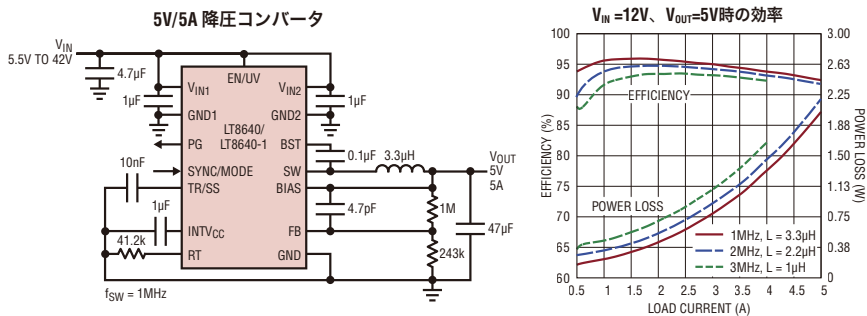 5V/5A 降圧コンバータ
VIN
5.5V TO 42V
4.7µF
1µF
VIN1
EN/UV
VIN2
1µF
GND1
GND2
PG
LT8640/
LT8640-1
BST
0.1µF
3.3µH
SYNC/MODE
SW
VOUT
5V
5A
10nF
TR/SS
BIAS
1µF
4.7pF
1M
47µF
INTVCC
FB
41.2k
RT
GND
243k
fSW = 1MHz
VIN =12V、VOUT=5V時の効率
EFFICIENCY (%)
100
95
90
85
80
75
70
65
60
EFFICIENCY
POWER LOSS
1MHz, L = 3.3µH
2MHz, L = 2.2µH
3MHz, L = 1µH
3.00
2.63
2.25
1.88
1.50
1.13
0.75
0.38
0
POWER LOSS (W)
0.5 1 1.5 2 2.5 3 3.5 4 4.5 5
LOAD CURRENT (A)